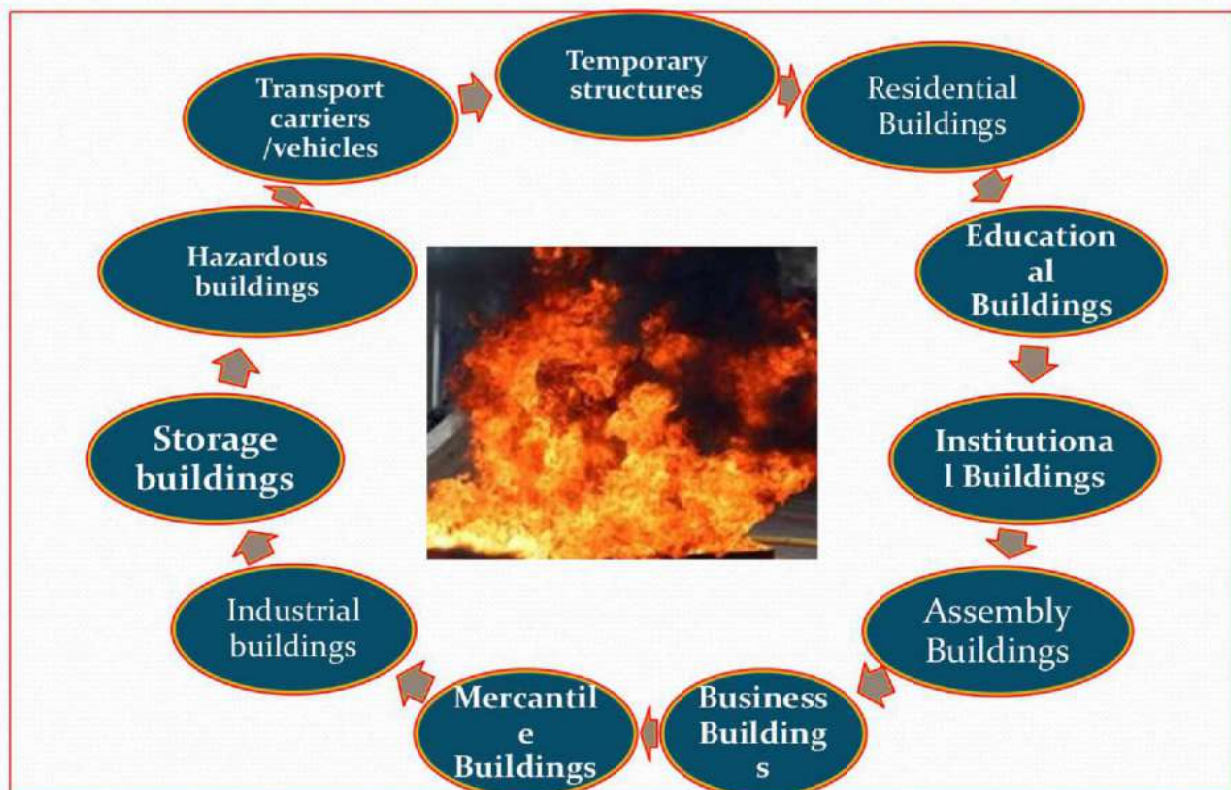 Temporary
structures
Residential
Buildings
Education
al
Buildings
Institutiona
l Buildings
Assembly
Buildings
Business
Building
s
Mercantil
e
Buildings
Industrial
buildings
Storage
buildings
Hazardous
buildings
Transport
carriers
/vehicles